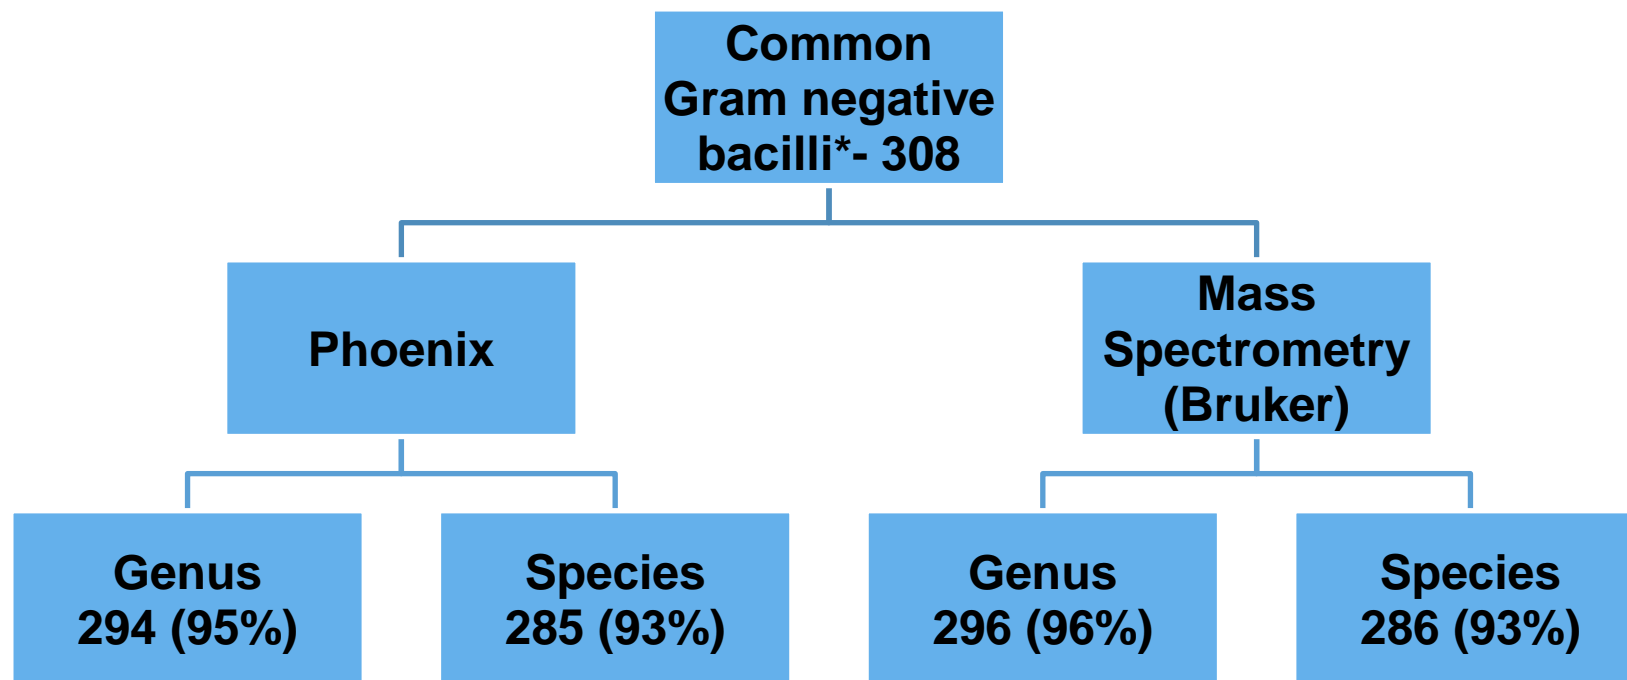 Common
Gram negative
bacilli*- 308
Phoenix
Mass
Spectrometry
(Bruker)
Genus
294 (95%)
Species
285 (93%)
Genus
296 (96%)
Species
286 (93%)